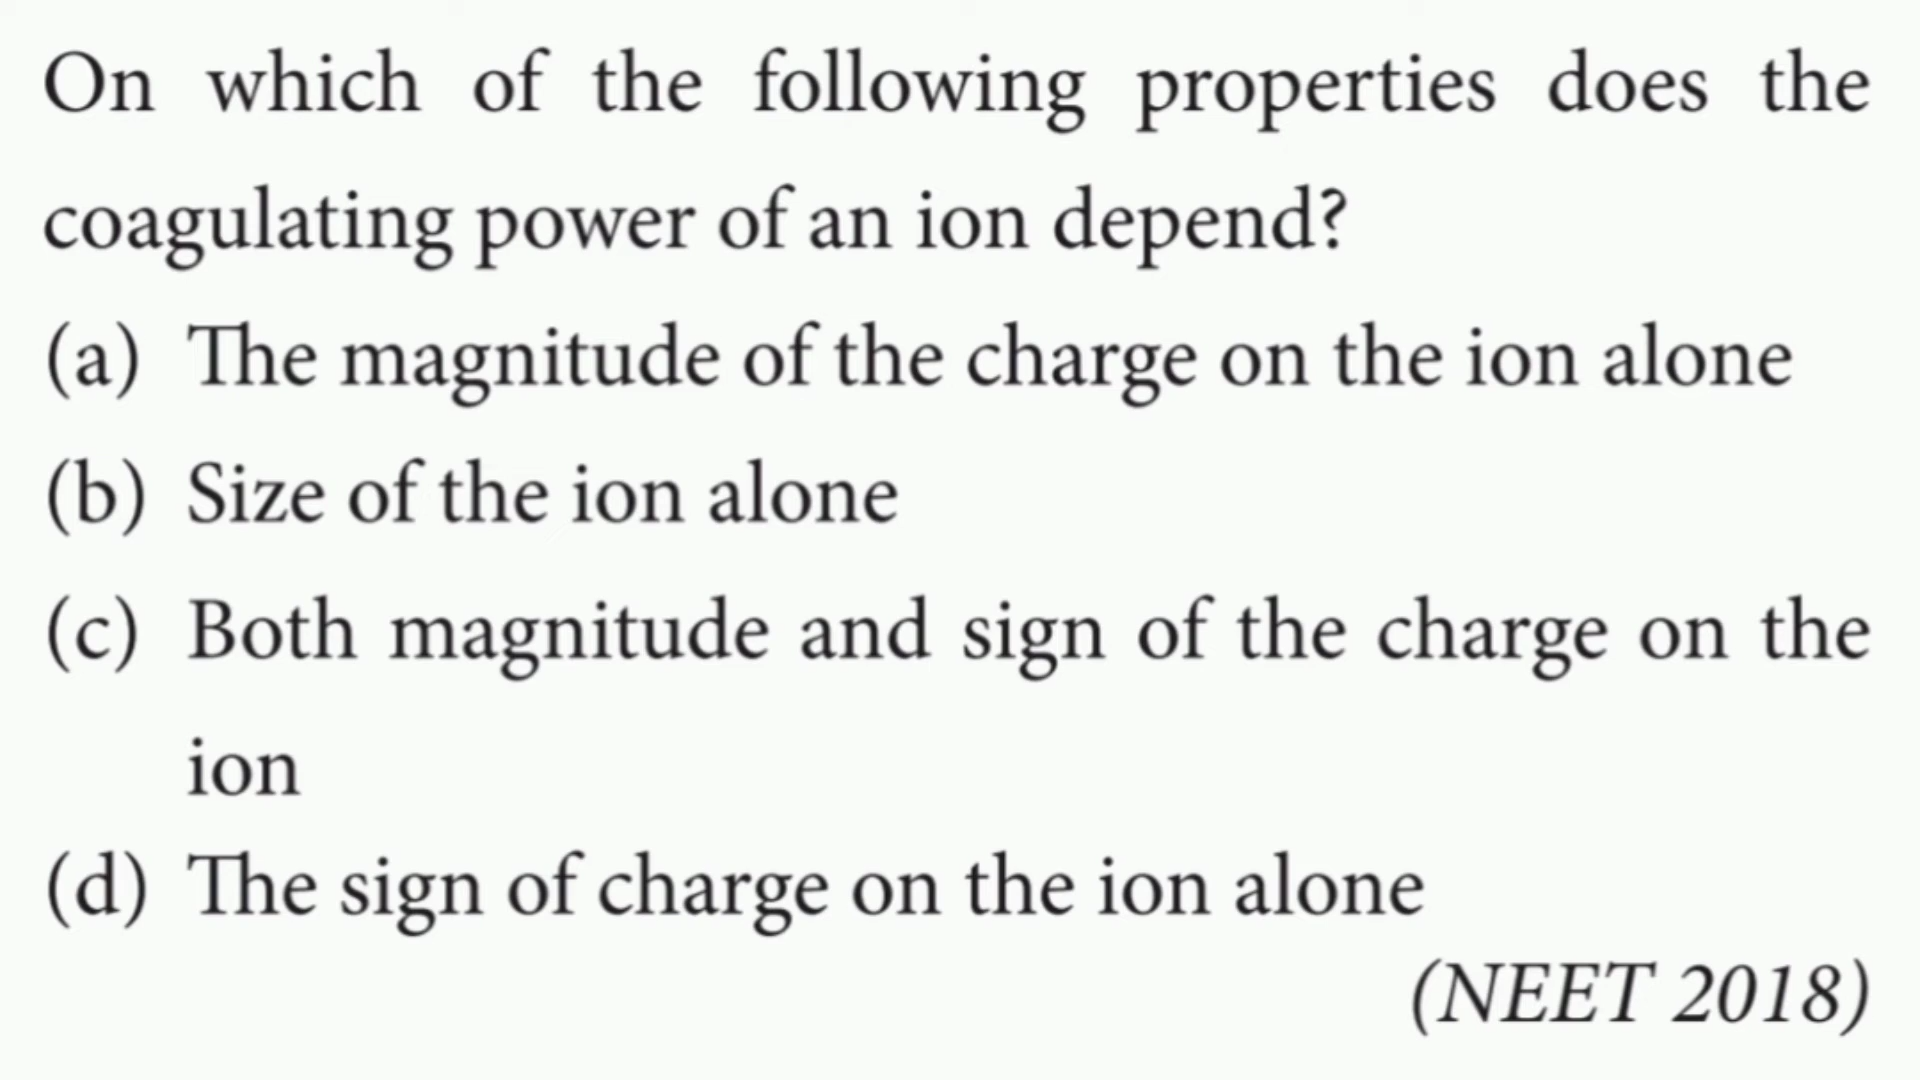 On which of the following properties does the
coagulating power of an ion depend?
(a) The magnitude of the charge on the ion alone
(b) Size of the ion alone
(c) Both magnitude and sign of the charge on the
ion
(d) The sign of charge on the ion alone
(NEET 2018)